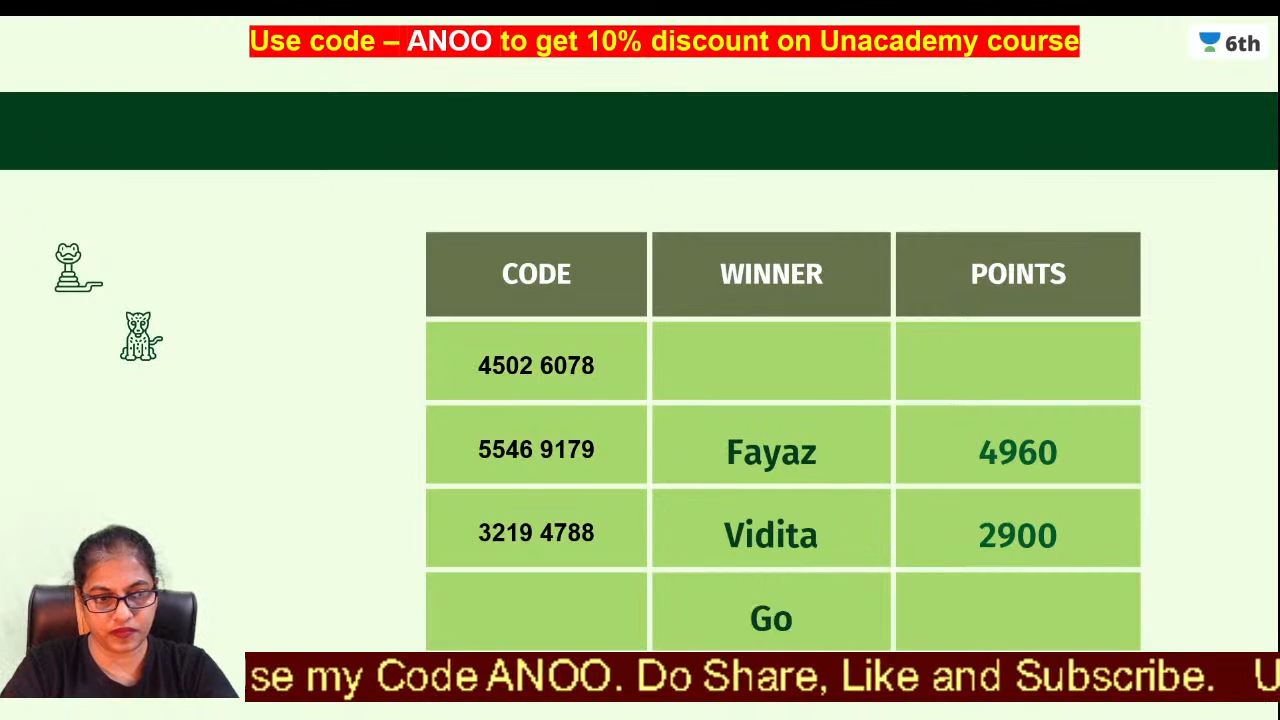 Use code – ANOO to get 10% discount on Unacademy course
6th
CODE WINNER POINTS
4502 6078
5546 9179 Fayaz 4960
3219 4788 Vidita 2900
Go
se my Code ANOO. Do Share, Like and Subscribe. U